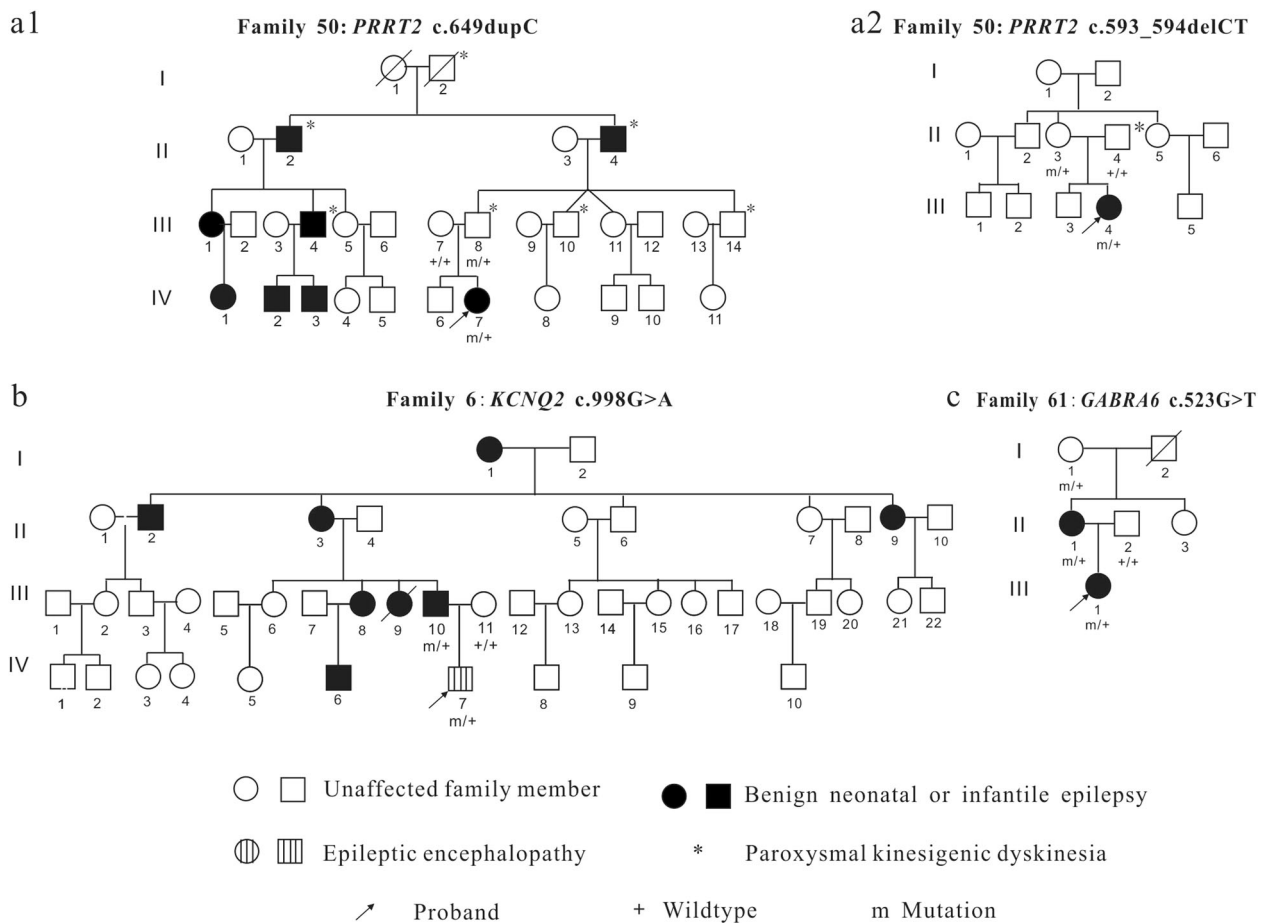 a1 Family 50: PRRT2 c.649dupC
I
1 2 *
II
1 2 * 3 4 *
III
1 2 3 4 * 5 6 7 8 * 9 10 * 11 12 13 14 *
+/+ m/+
IV
1 2 3 4 5 6 7 8 9 10 11
m/+
a2 Family 50: PRRT2 c.593_594delCT
I
1 2
II
1 2 3 4 * 5 6
m/+ +/+
III
1 2 3 4 5
m/+
b Family 6: KCNQ2 c.998G>A
I
1 2
II
1 2 3 4 5 6 7 8 9 10
III
1 2 3 4 5 6 7 8 9 10 11 12 13 14 15 16 17 18 19 20 21 22
m/+ +/+
IV
1 2 3 4 5 6 7 8 9 10
m/+
c Family 61: GABRA6 c.523G>T
I
1 2
m/+
II
1 2 3
m/+ +/+
III
1
m/+
Unaffected family member
Benign neonatal or infantile epilepsy
Epileptic encephalopathy
* Paroxysmal kinesigenic dyskinesia
Proband
+ Wildtype
m Mutation